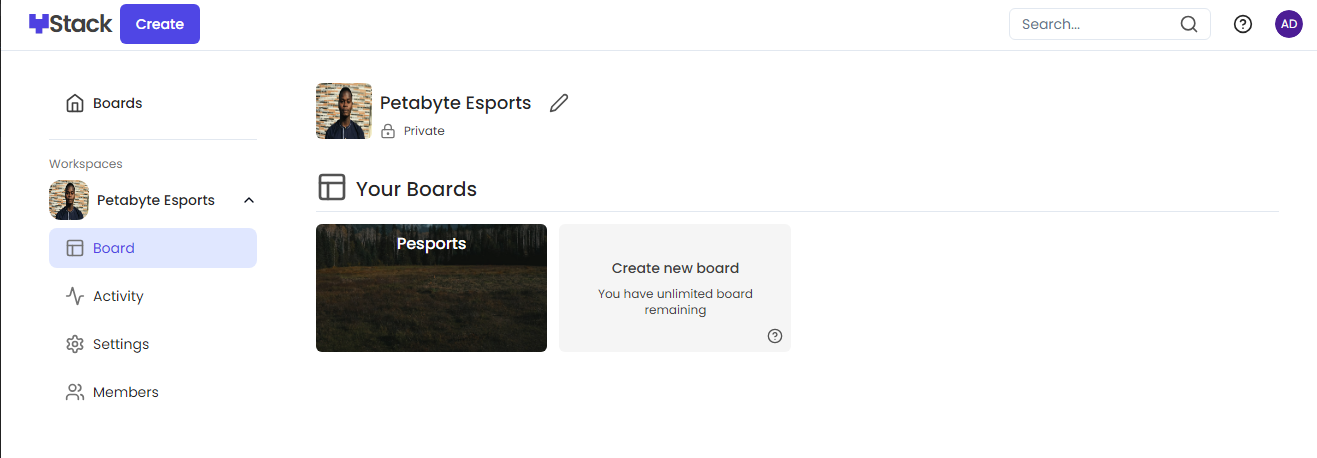 Stack
Create
Search...
AD
Boards
Workspaces
Petabyte Esports
Board
Activity
Settings
Members
Petabyte Esports
Private
Your Boards
Pesports
Create new board
You have unlimited board
remaining